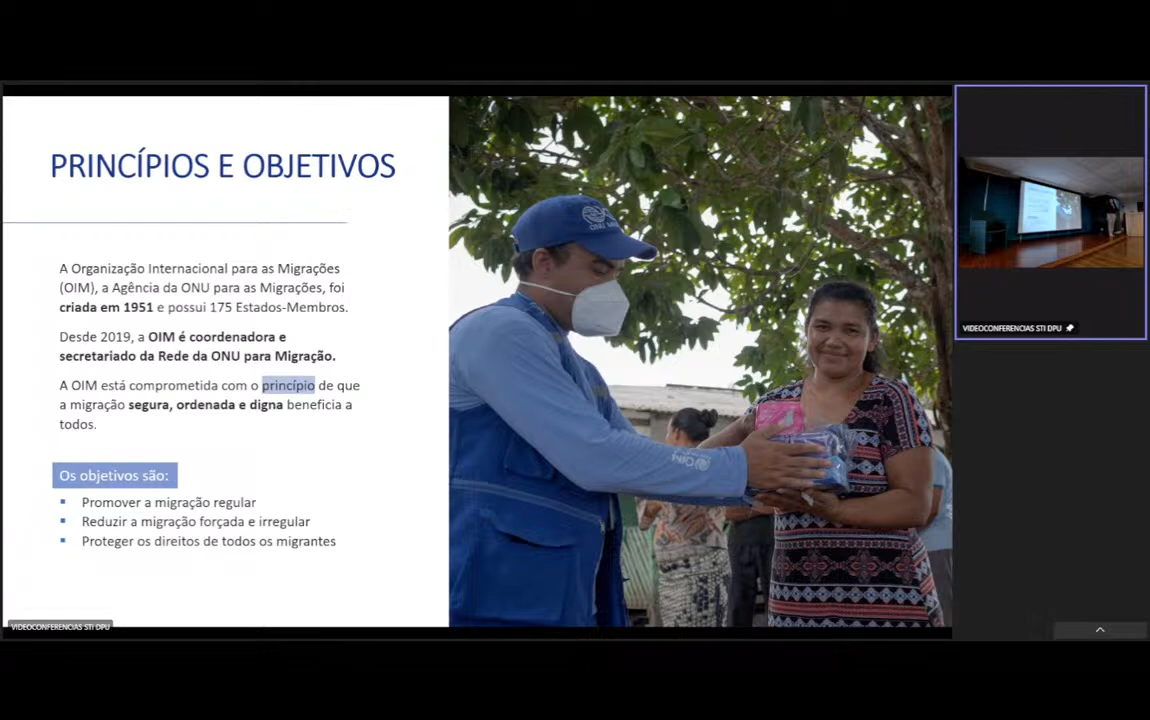 PRINCÍPIOS E OBJETIVOS
A Organização Internacional para as Migrações
(OIM), a Agência da ONU para as Migrações, foi
criada em 1951 e possui 175 Estados-Membros.
Desde 2019, a OIM é coordenadora e
secretariado da Rede da ONU para Migração.
A OIM está comprometida com o princípio de que
a migração segura, ordenada e digna beneficia a
todos.
Os objetivos são:
Promover a migração regular
Reduzir a migração forçada e irregular
Proteger os direitos de todos os migrantes
VIDEOCONFERENCIAS STI DPU
ONU
VIDEOCONFERENCIAS STI DPU